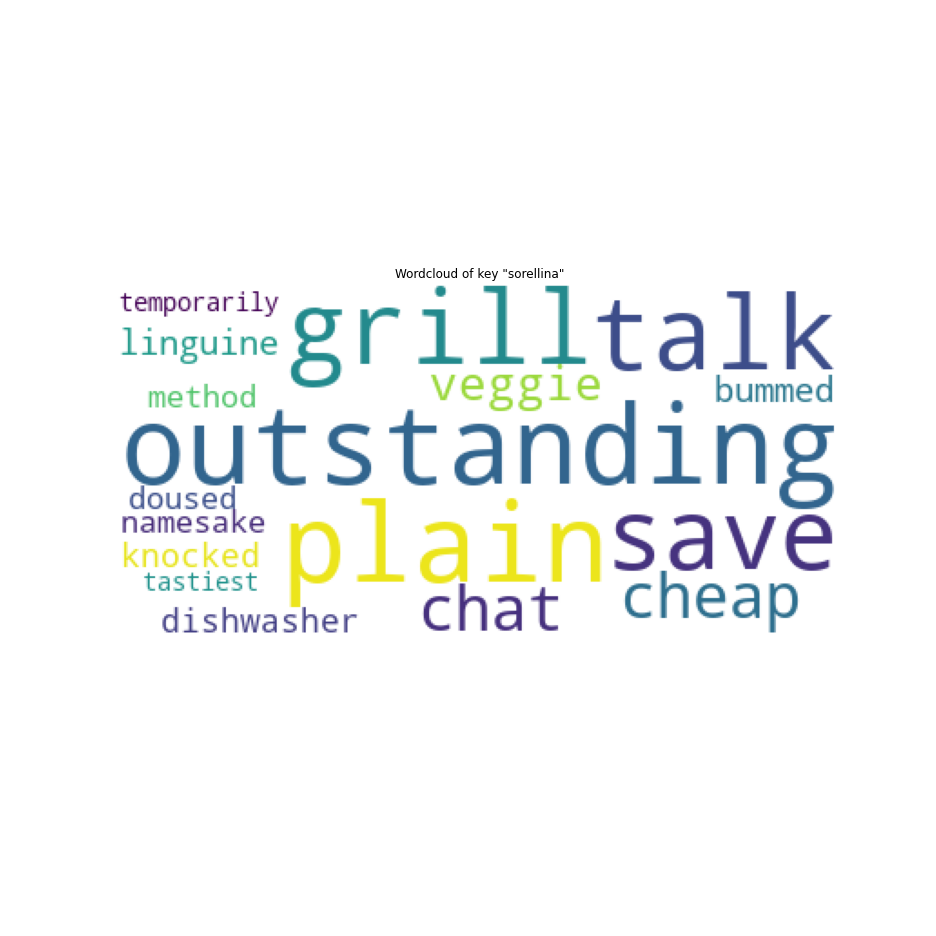 Wordcloud of key "sorellina"
temporarily
grill
talk
linguine
veggie
bummed
method
outstanding
doused
namesake
plain
save
knocked
tastiest
cheap
chat
dishwasher